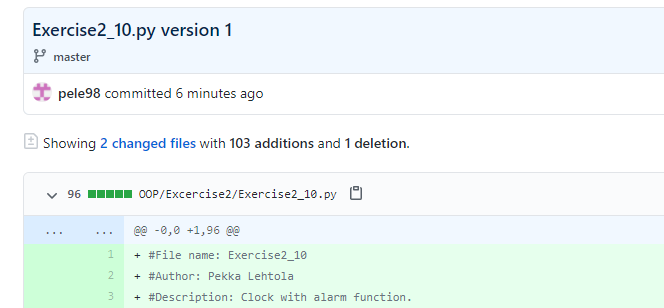 Exercise2_10.py version 1
master
pele98 committed 6 minutes ago
Showing 2 changed files with 103 additions and 1 deletion.
96 OOP/Excercise2/Exercise2_10.py
... ... @@ -0,0 +1,96 @@
1 + #File name: Exercise2_10
2 + #Author: Pekka Lehtola
3 + #Description: Clock with alarm function.